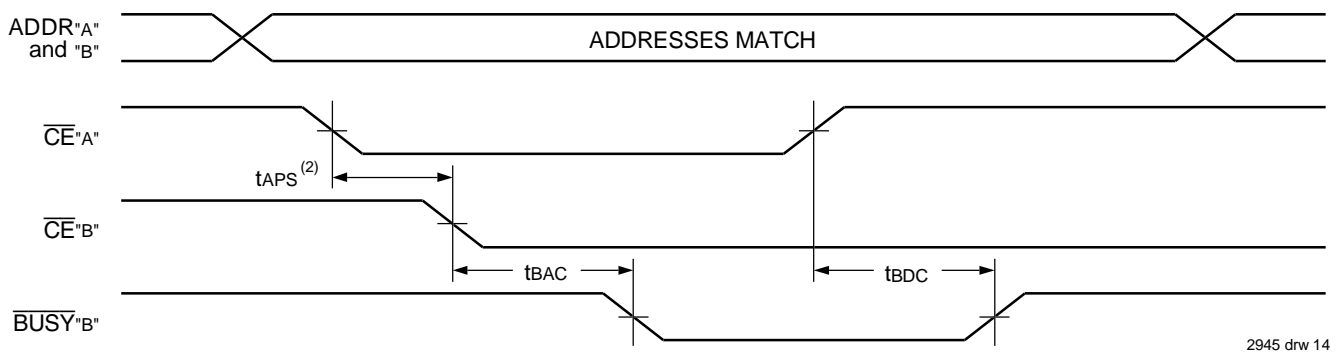 ADDR"A"
and "B"
ADDRESSES MATCH
CE"A"
tAPS (2)
CE"B"
tBAC
tBDC
BUSY"B"
2945 drw 14